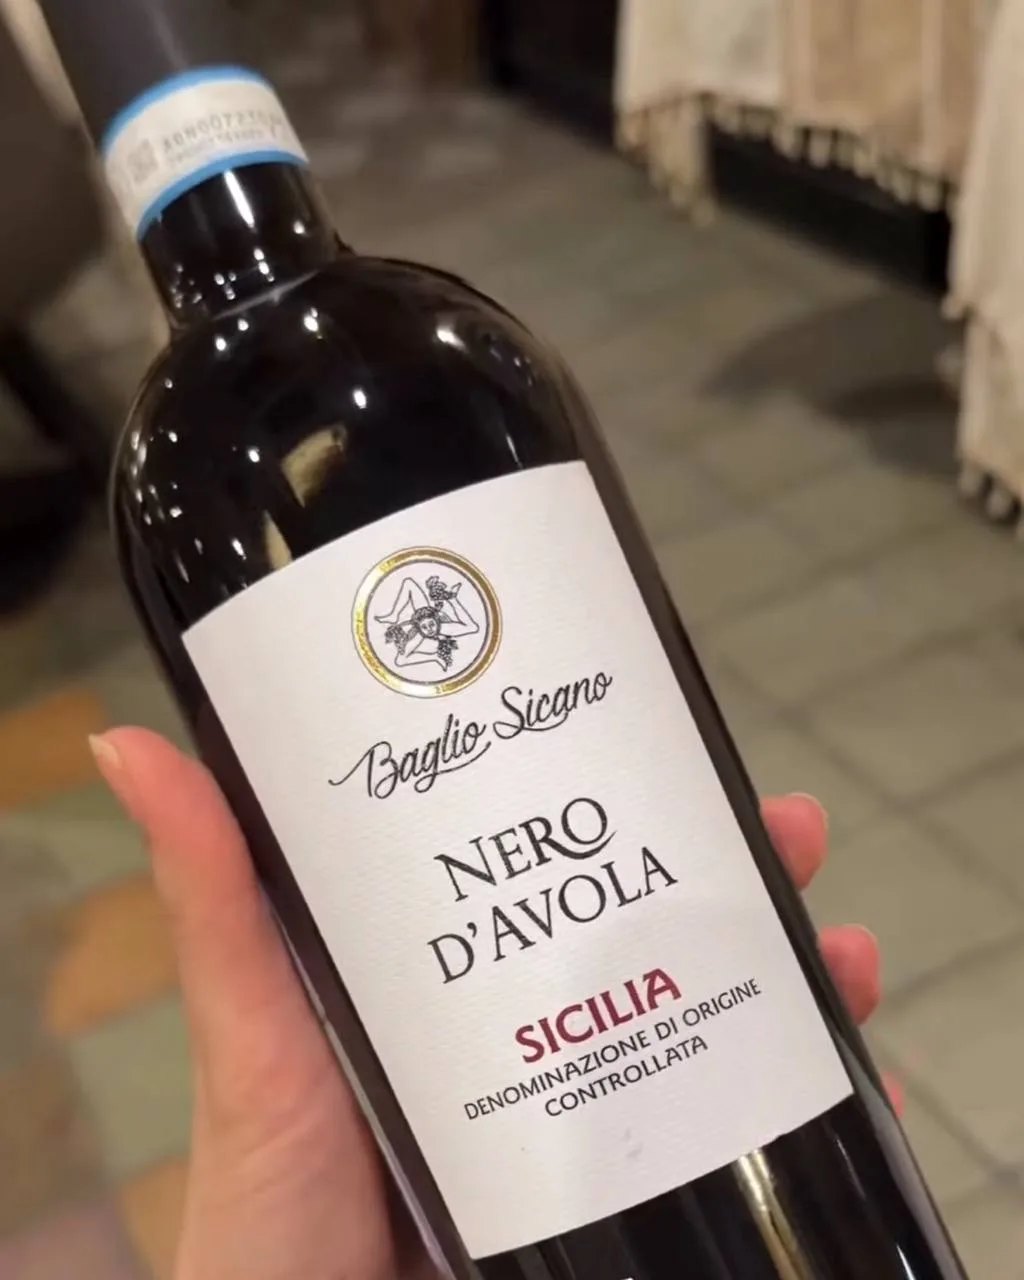 Baglio Sicano
NERO
D'AVOLA
SICILIA
DENOMINAZIONE DI ORIGINE
CONTROLLATA